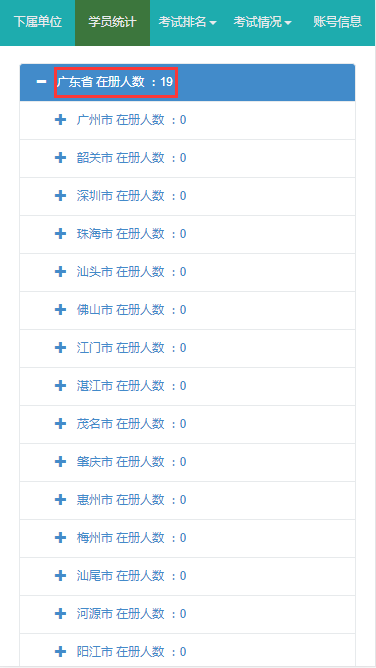 下属单位 学员统计 考试排名 考试情况 账号信息
广东省 在册人数 ：19
广州市 在册人数 ：0
韶关市 在册人数 ：0
深圳市 在册人数 ：0
珠海市 在册人数 ：0
汕头市 在册人数 ：0
佛山市 在册人数 ：0
江门市 在册人数 ：0
湛江市 在册人数 ：0
茂名市 在册人数 ：0
肇庆市 在册人数 ：0
惠州市 在册人数 ：0
梅州市 在册人数 ：0
汕尾市 在册人数 ：0
河源市 在册人数 ：0
阳江市 在册人数 ：0